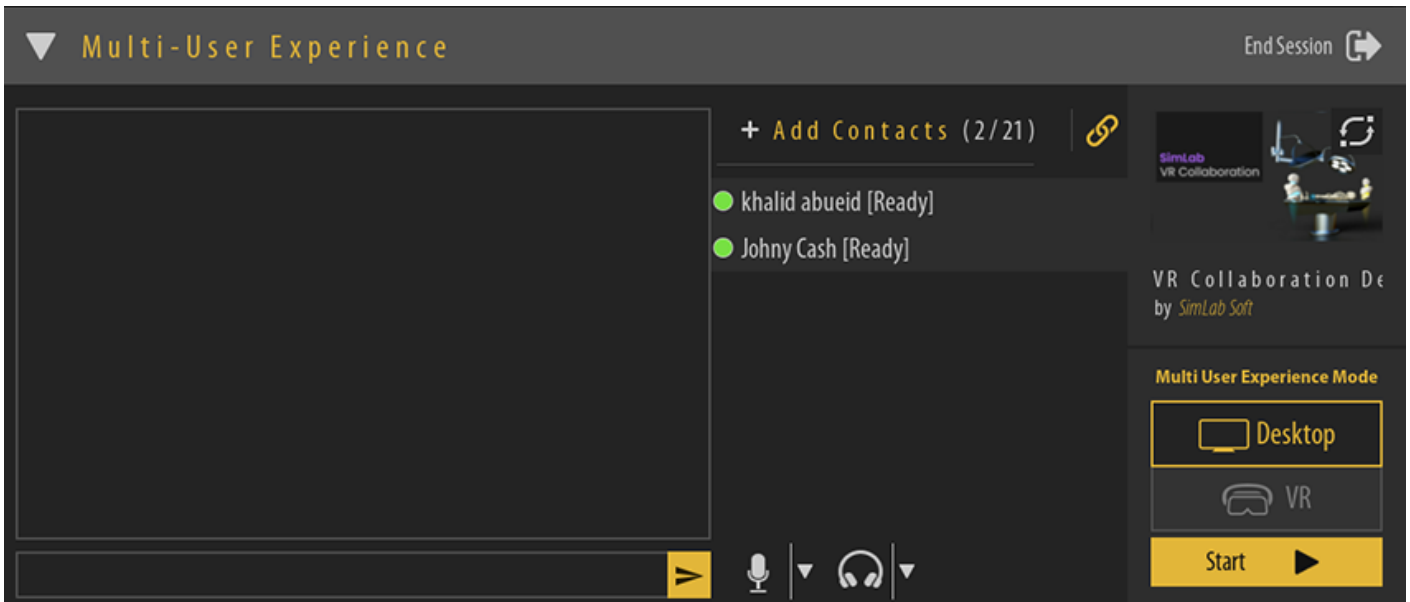 Multi-User Experience
End Session
+ Add Contacts (2/21)
khalid abueid [Ready]
Johny Cash [Ready]
SimLab
VR Collaboration
VR Collaboration De
by SimLab Soft
Multi User Experience Mode
Desktop
VR
Start